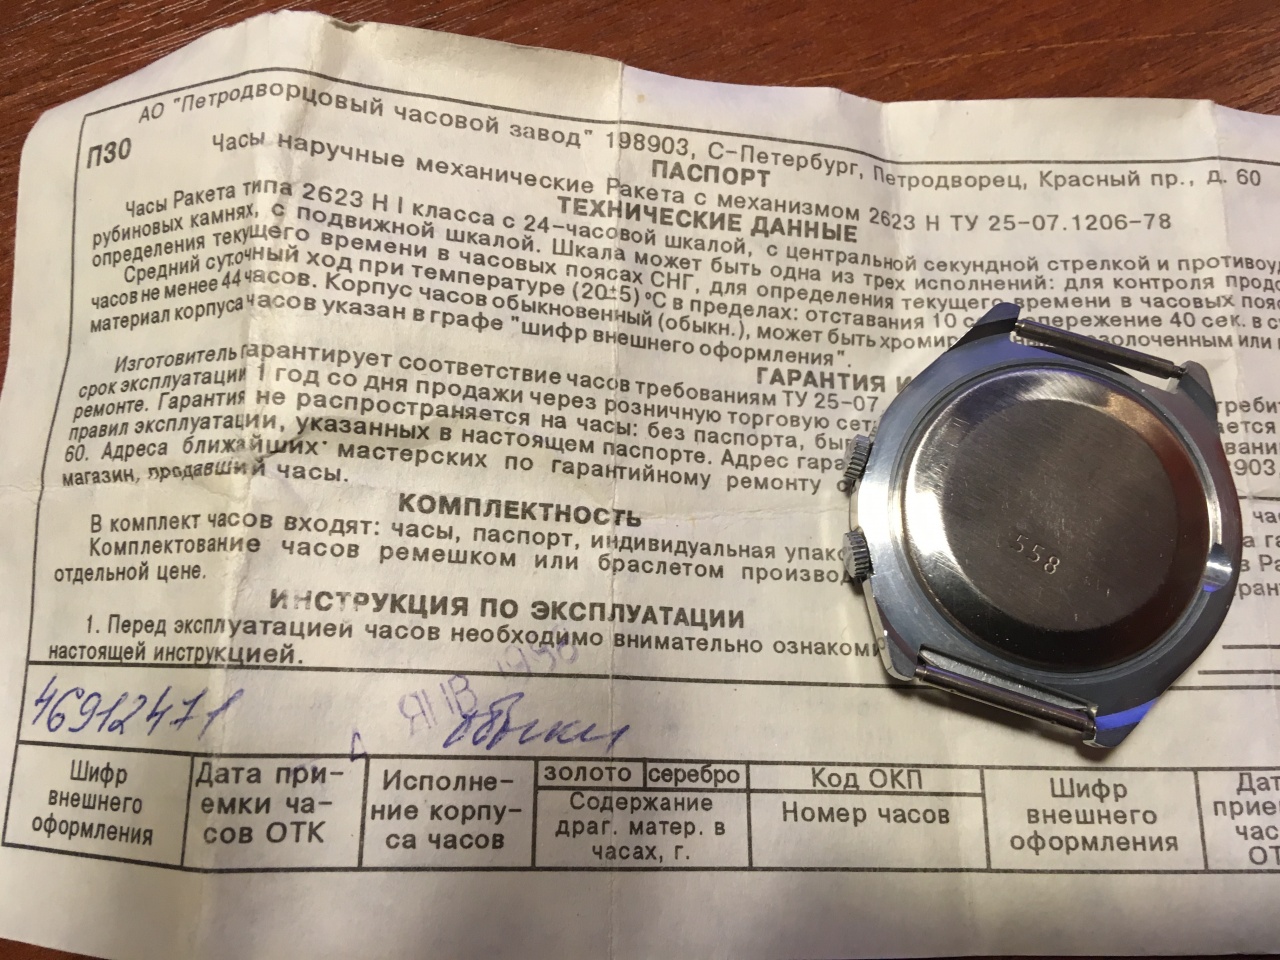 АО "Петродворцовый часовой завод" 198903, С-Петербург, Петродворец, Красный пр., д. 60
ПЗО
ПАСПОРТ
Часы наручные механические Ракета с механизмом 2623 Н ТУ 25-07.1206-78
ТЕХНИЧЕСКИЕ ДАННЫЕ
Часы Ракета типа 2623 Н I класса с 24-часовой шкалой, с центральной секундной стрелкой и противоуд
рубиновых камнях, с подвижной шкалой. Шкала может быть одна из трех исполнений: для контроля продо
определения текущего времени в часовых поясах СНГ, для определения текущего времени в часовых пояс
Средний суточный ход при температуре (20±5) °С в пределах: отставания 10 опережение 40 сек. в с
часов не менее 44 часов. Корпус часов обыкновенный (обыкн.), может быть хромир озолоченным или
материал корпуса часов указан в графе "шифр внешнего оформления".
ГАРАНТИЯ И
Изготовитель гарантирует соответствие часов требованиям ТУ 25-07
срок эксплуатации 1 год со дня продажи через розничную торговую сеть
ремонте. Гарантия не распространяется на часы: без паспорта, быв
правил эксплуатации, указанных в настоящем паспорте. Адрес гара
60. Адреса ближайших мастерских по гарантийному ремонту
магазин, продавший часы.
КОМПЛЕКТНОСТЬ
В комплект часов входят: часы, паспорт, индивидуальная упак
Комплектование часов ремешком или браслетом производ
отдельной цене.
ИНСТРУКЦИЯ ПО ЭКСПЛУАТАЦИИ
1. Перед эксплуатацией часов необходимо внимательно ознаком
настоящей инструкцией.
558
46912471
ЯНВ
обыкн
Шифр внешнего оформления
Дата приемки часов ОТК
Исполнение корпуса часов
золото серебро
Содержание драг. матер. в часах, г.
Код ОКП
Номер часов
Шифр внешнего оформления